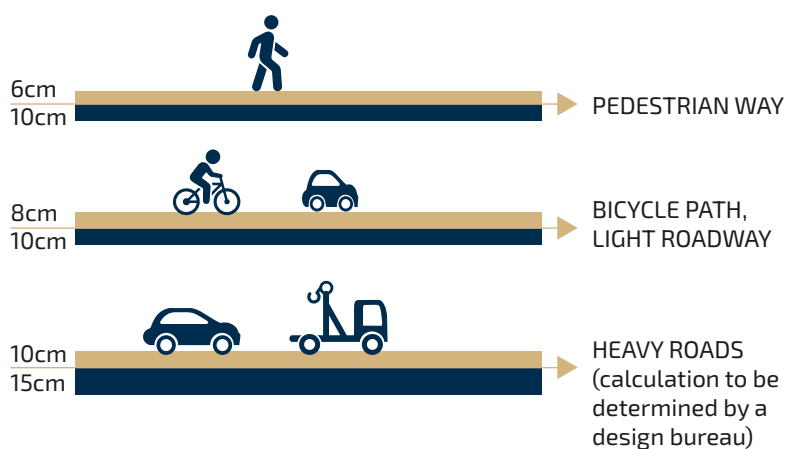 6cm
10cm
PEDESTRIAN WAY
8cm
10cm
BICYCLE PATH,
LIGHT ROADWAY
10cm
15cm
HEAVY ROADS
(calculation to be
determined by a
design bureau)